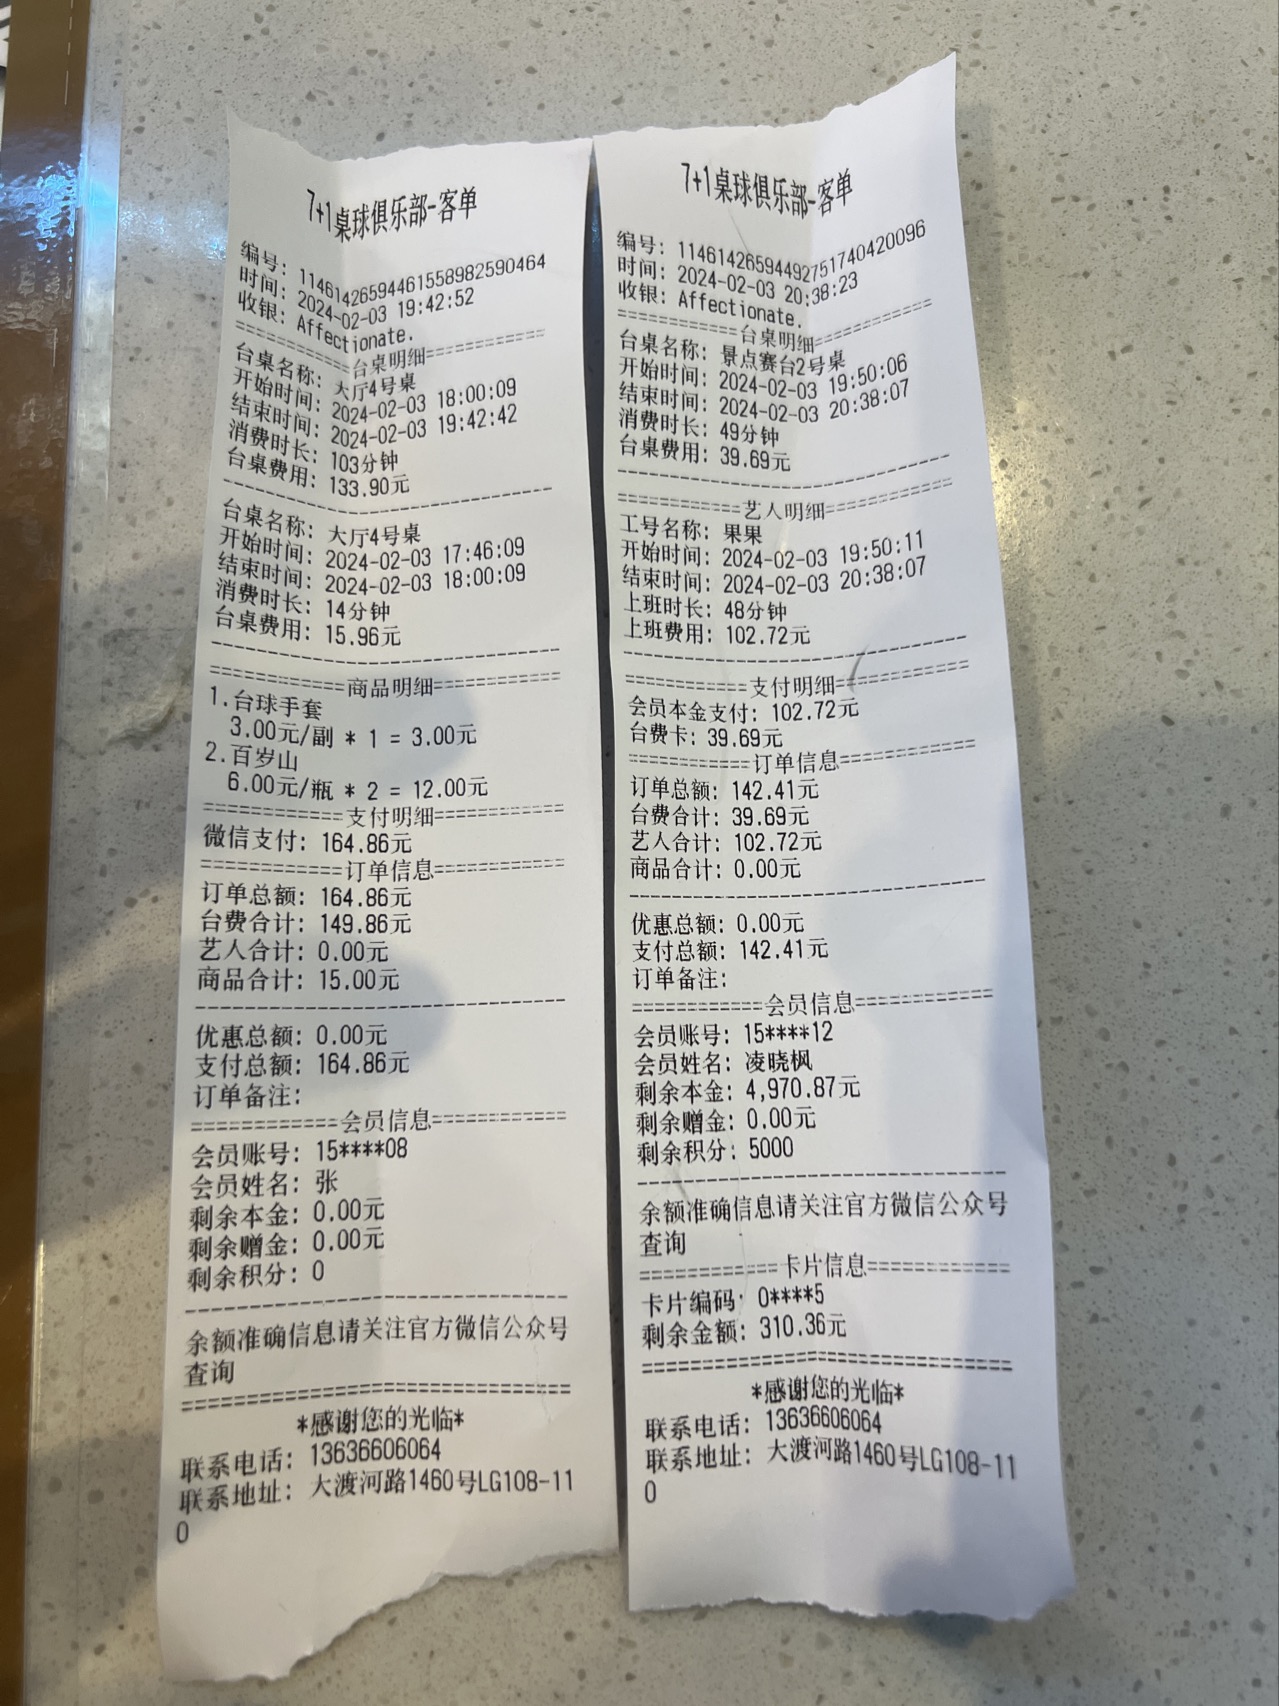 7+1桌球俱乐部-客单
编号: 1146142659446155898259​0464
时间: 2024-02-03 19:42:52
收银: Affectionate.
============台桌明细============
台桌名称: 大厅4号桌
开始时间: 2024-02-03 18:00:09
结束时间: 2024-02-03 19:42:42
消费时长: 103分钟
台桌费用: 133.90元
--------------------------------
台桌名称: 大厅4号桌
开始时间: 2024-02-03 17:46:09
结束时间: 2024-02-03 18:00:09
消费时长: 14分钟
台桌费用: 15.96元
--------------------------------
============商品明细============
1.台球手套
3.00元/副 * 1 = 3.00元
2.百岁山
6.00元/瓶 * 2 = 12.00元
============支付明细============
微信支付: 164.86元
============订单信息============
订单总额: 164.86元
台费合计: 149.86元
艺人合计: 0.00元
商品合计: 15.00元
--------------------------------
优惠总额: 0.00元
支付总额: 164.86元
订单备注:
============会员信息============
会员账号: 15****08
会员姓名: 张
剩余本金: 0.00元
剩余赠金: 0.00元
剩余积分: 0
--------------------------------
余额准确信息请关注官方微信公众号
查询
================================
*感谢您的光临*
联系电话: 13636606064
联系地址: 大渡河路1460号LG108-11
0
7+1桌球俱乐部-客单
编号: 1146142659449275174042​0096
时间: 2024-02-03 20:38:23
收银: Affectionate.
============台桌明细============
台桌名称: 景点赛台2号桌
开始时间: 2024-02-03 19:50:06
结束时间: 2024-02-03 20:38:07
消费时长: 49分钟
台桌费用: 39.69元
--------------------------------
============艺人明细============
工号名称: 果果
开始时间: 2024-02-03 19:50:11
结束时间: 2024-02-03 20:38:07
上班时长: 48分钟
上班费用: 102.72元
--------------------------------
============支付明细============
会员本金支付: 102.72元
台费卡: 39.69元
============订单信息============
订单总额: 142.41元
台费合计: 39.69元
艺人合计: 102.72元
商品合计: 0.00元
--------------------------------
优惠总额: 0.00元
支付总额: 142.41元
订单备注:
============会员信息============
会员账号: 15****12
会员姓名: 凌晓枫
剩余本金: 4,970.87元
剩余赠金: 0.00元
剩余积分: 5000
--------------------------------
余额准确信息请关注官方微信公众号
查询
============卡片信息============
卡片编码: 0****5
剩余金额: 310.36元
================================
*感谢您的光临*
联系电话: 13636606064
联系地址: 大渡河路1460号LG108-11
0